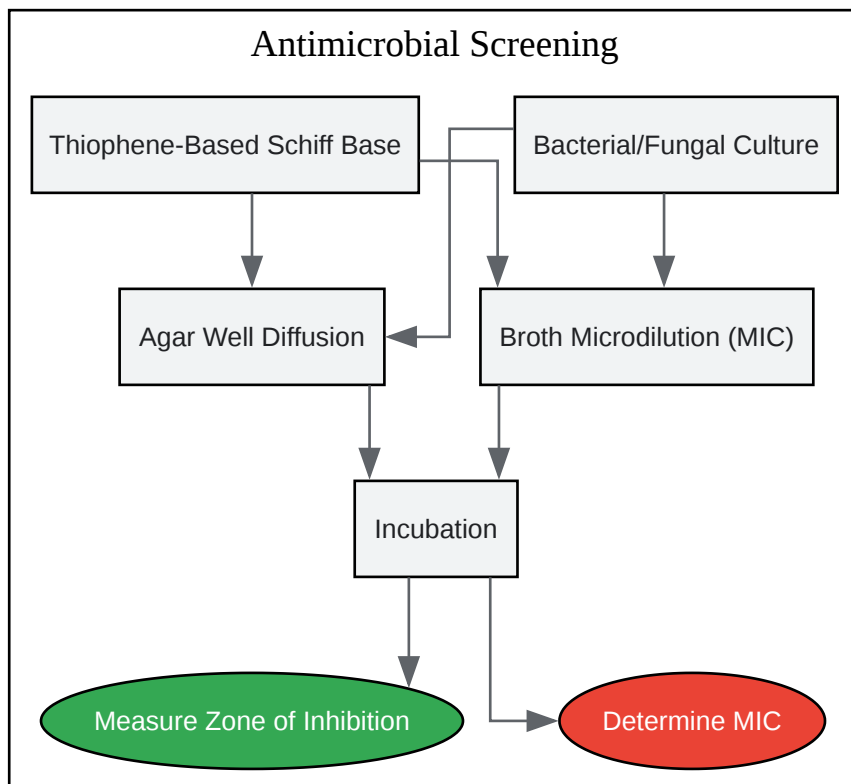 Antimicrobial Screening
Thiophene-Based Schiff Base
Bacterial/Fungal Culture
Agar Well Diffusion
Broth Microdilution (MIC)
Incubation
Measure Zone of Inhibition
Determine MIC